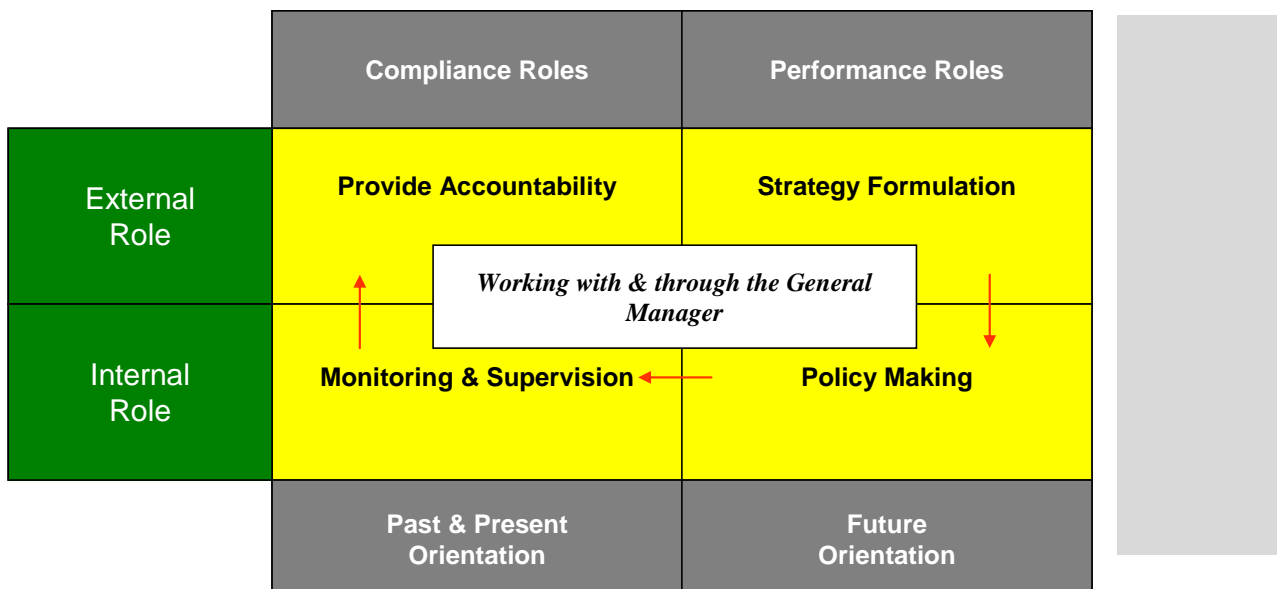 Compliance Roles
Performance Roles
External
Role
Provide Accountability
Strategy Formulation
Working with & through the General
Manager
Internal
Role
Monitoring & Supervision
Policy Making
Past & Present
Orientation
Future
Orientation